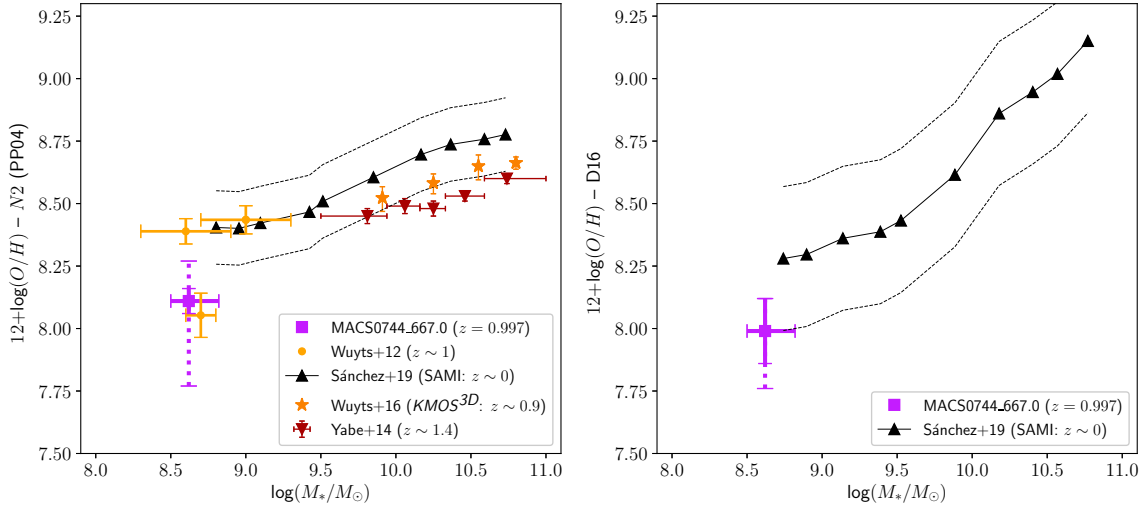 12+log(O/H) − N2 (PP04)
9.25
9.00
8.75
8.50
8.25
8.00
7.75
7.50
MACS0744_667.0 (z = 0.997)
Wuyts+12 (z ∼ 1)
Sánchez+19 (SAMI: z ∼ 0)
Wuyts+16 (KMOS³ᴰ: z ∼ 0.9)
Yabe+14 (z ∼ 1.4)
8.0 8.5 9.0 9.5 10.0 10.5 11.0
log(M*/M⊙)
12+log(O/H) − D16
9.25
9.00
8.75
8.50
8.25
8.00
7.75
7.50
MACS0744_667.0 (z = 0.997)
Sánchez+19 (SAMI: z ∼ 0)
8.0 8.5 9.0 9.5 10.0 10.5 11.0
log(M*/M⊙)